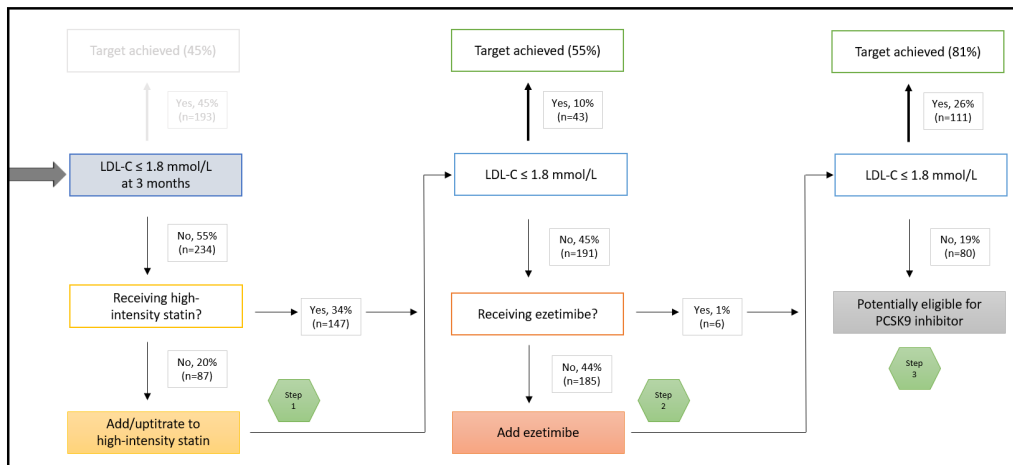 Target achieved (45%)
Yes, 45%
(n=193)
LDL-C ≤ 1.8 mmol/L
at 3 months
No, 55%
(n=234)
Receiving high-
intensity statin?
Yes, 34%
(n=147)
No, 20%
(n=87)
Add/uptitrate to
high-intensity statin
Step
1
Target achieved (55%)
Yes, 10%
(n=43)
LDL-C ≤ 1.8 mmol/L
No, 45%
(n=191)
Receiving ezetimibe?
Yes, 1%
(n=6)
No, 44%
(n=185)
Add ezetimibe
Step
2
Target achieved (81%)
Yes, 26%
(n=111)
LDL-C ≤ 1.8 mmol/L
No, 19%
(n=80)
Potentially eligible for
PCSK9 inhibitor
Step
3